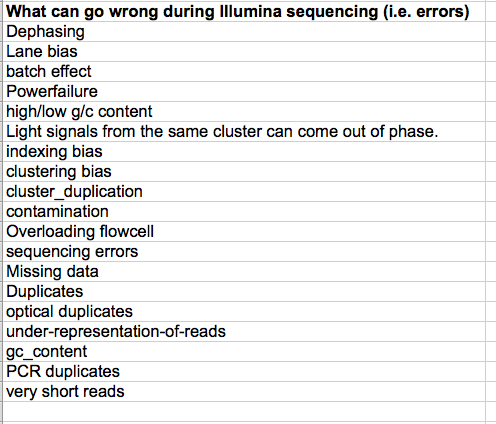 What can go wrong during Illumina sequencing (i.e. errors)
Dephasing
Lane bias
batch effect
Powerfailure
high/low g/c content
Light signals from the same cluster can come out of phase.
indexing bias
clustering bias
cluster_duplication
contamination
Overloading flowcell
sequencing errors
Missing data
Duplicates
optical duplicates
under-representation-of-reads
gc_content
PCR duplicates
very short reads